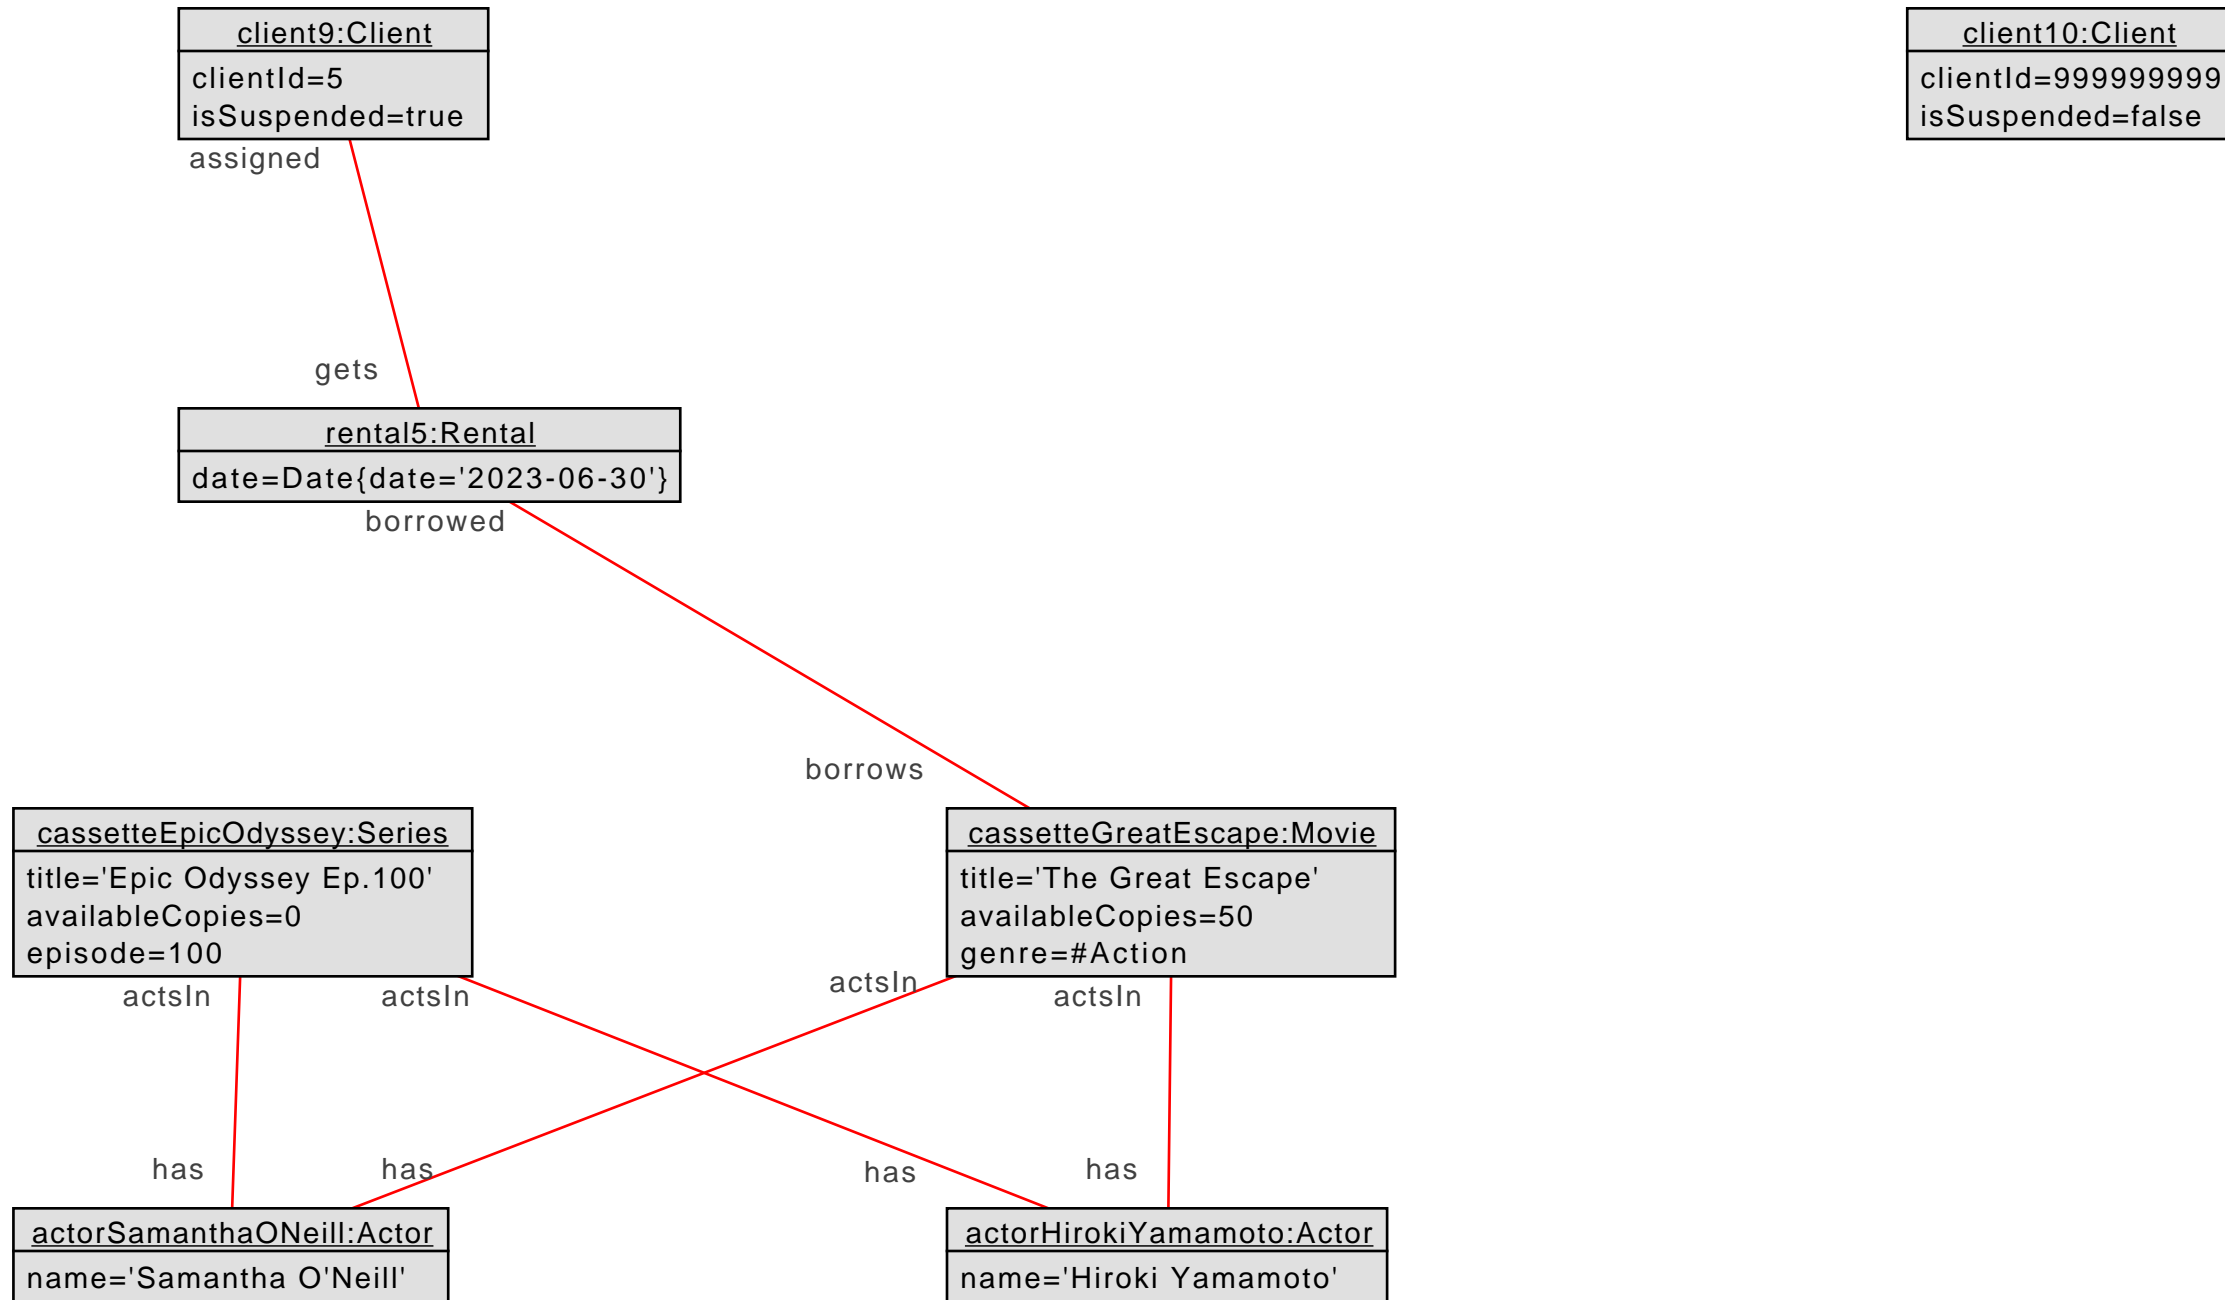 client9:Client
clientId=5
isSuspended=true
client10:Client
clientId=999999999
isSuspended=false
assigned
gets
rental5:Rental
date=Date{date='2023-06-30'}
borrowed
borrows
cassetteEpicOdyssey:Series
title='Epic Odyssey Ep.100'
availableCopies=0
episode=100
cassetteGreatEscape:Movie
title='The Great Escape'
availableCopies=50
genre=#Action
actsIn
actsIn
actsIn
actsIn
has
has
has
has
actorSamanthaONeill:Actor
name='Samantha O'Neill'
actorHirokiYamamoto:Actor
name='Hiroki Yamamoto'